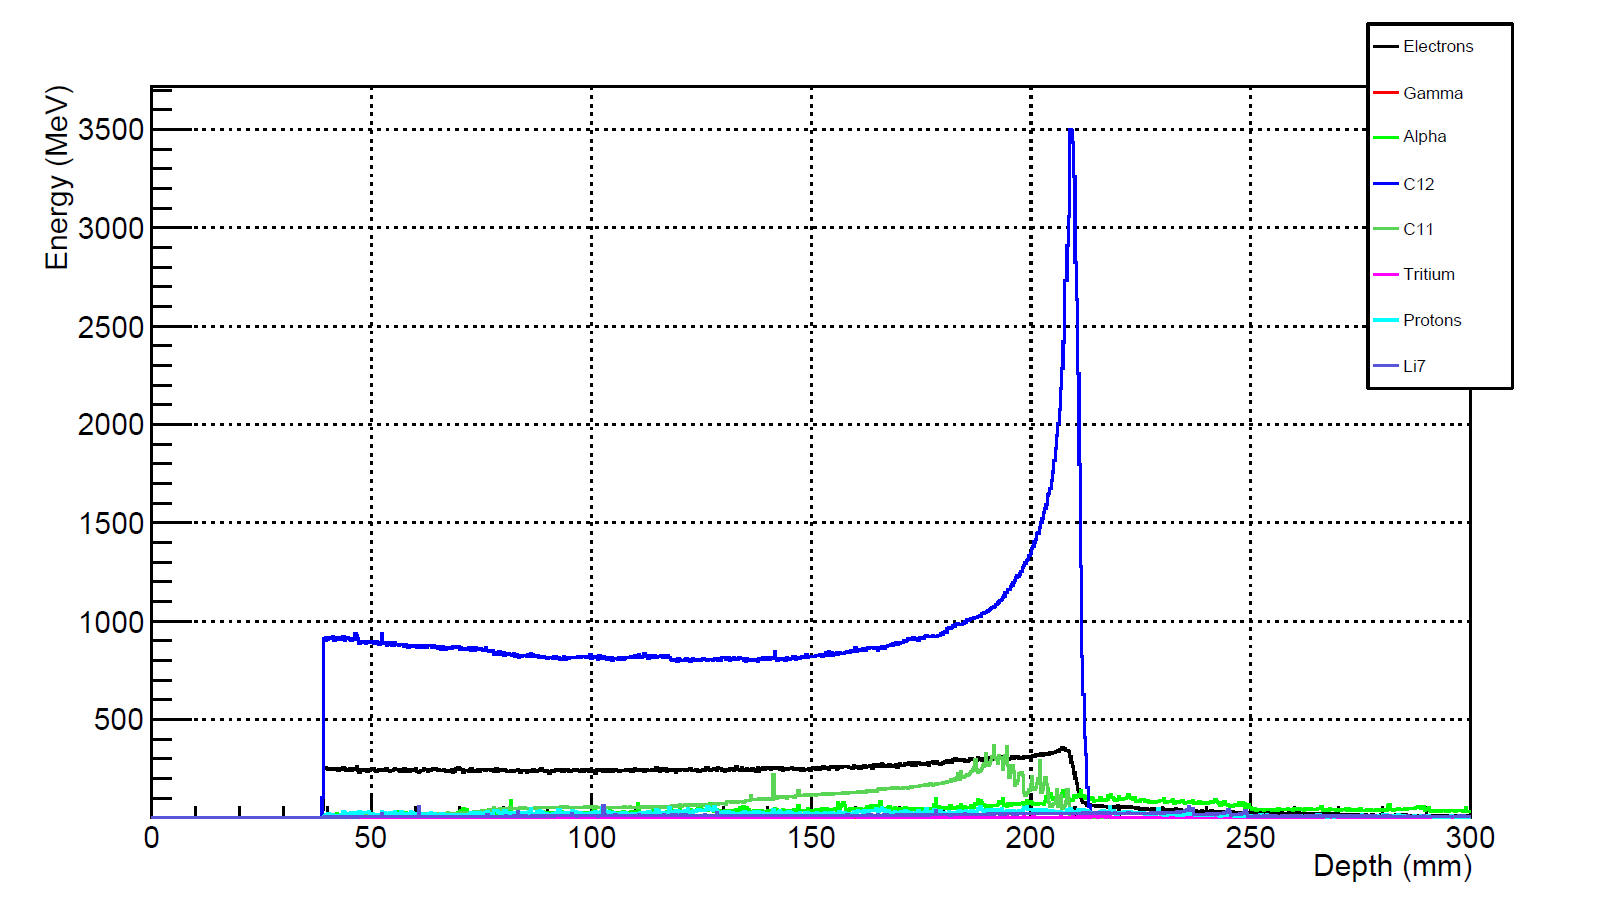 Electrons
Gamma
Alpha
C12
C11
Tritium
Protons
Li7
Energy (MeV)
3500
3000
2500
2000
1500
1000
500
0 50 100 150 200 250 300
Depth (mm)